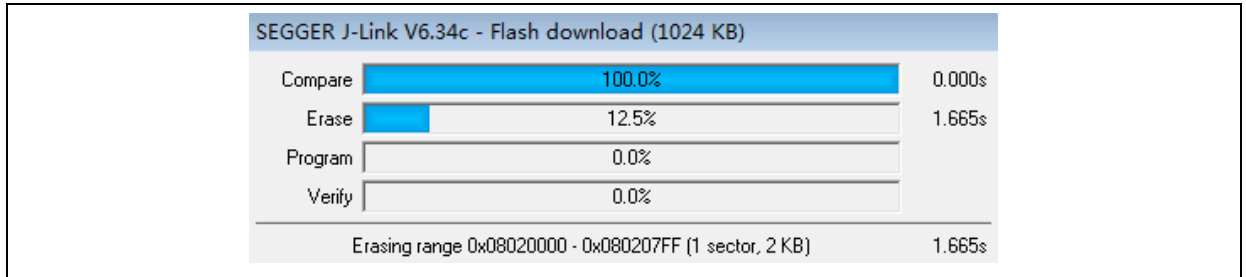 SEGGER J-Link V6.34c - Flash download (1024 KB)
Compare 100.0% 0.000s
Erase 12.5% 1.665s
Program 0.0%
Verify 0.0%
Erasing range 0x08020000 - 0x080207FF (1 sector, 2 KB) 1.665s